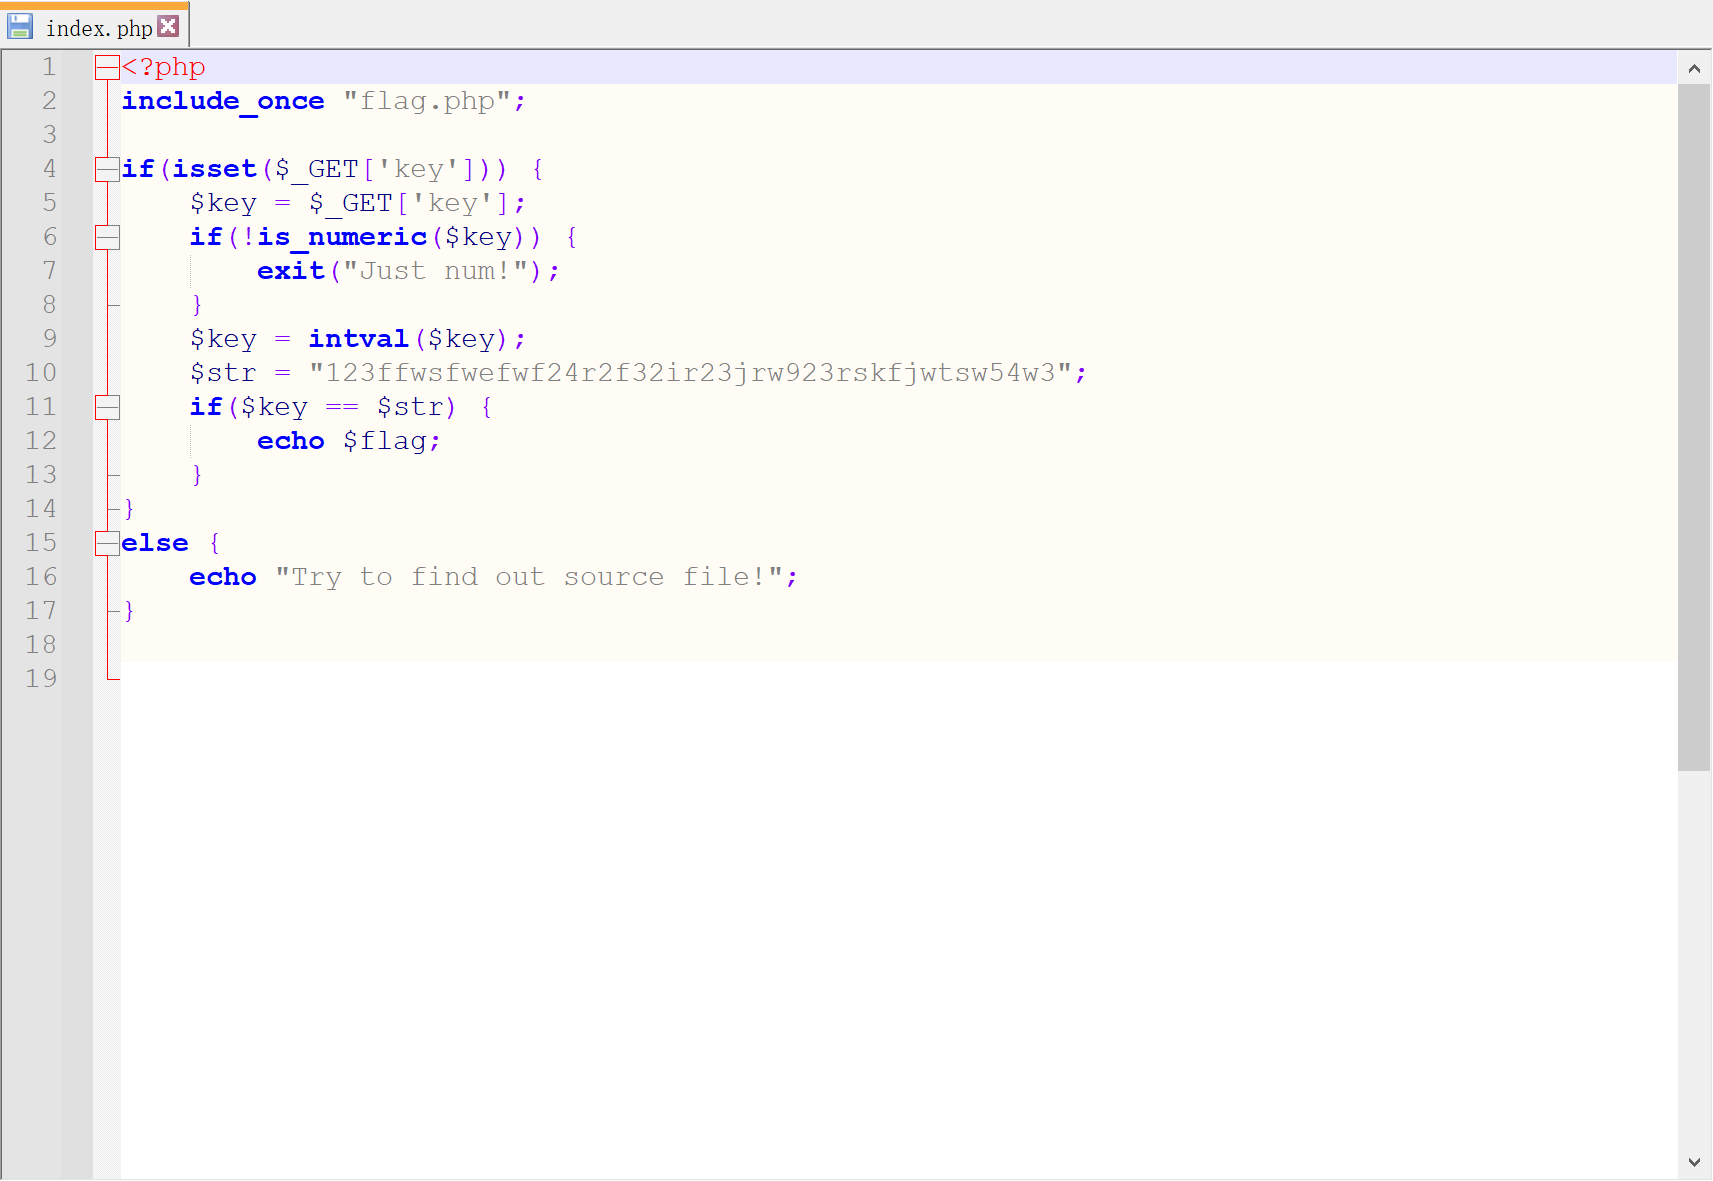 index.php
1 <?php
2 include_once "flag.php";
3
4 if(isset($_GET['key'])) {
5     $key = $_GET['key'];
6     if(!is_numeric($key)) {
7         exit("Just num!");
8     }
9     $key = intval($key);
10     $str = "123ffwsfwefwf24r2f32ir23jrw923rskfjwtsw54w3";
11     if($key == $str) {
12         echo $flag;
13     }
14 }
15 else {
16     echo "Try to find out source file!";
17 }
18
19